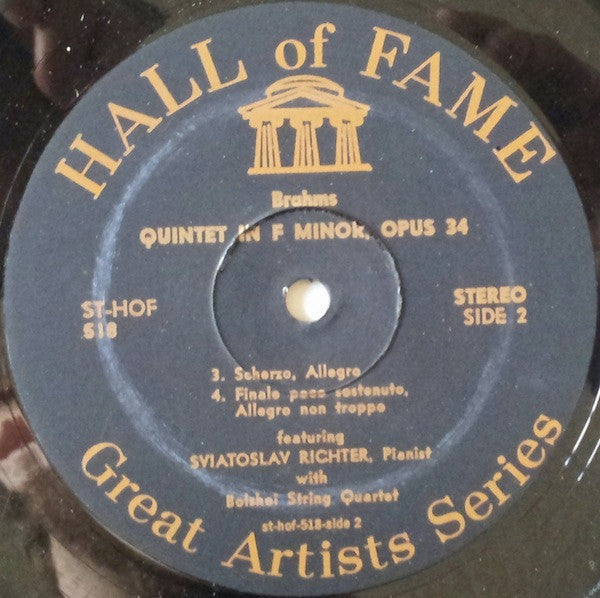 HALL of FAME
Brahms
QUINTET IN F MINOR, OPUS 34
ST-HOF
518
STEREO
SIDE 2
3. Scherzo, Allegro
4. Finale poco sostenuto,
Allegro non troppo
featuring
SVIATOSLAV RICHTER, Pianist
with
Bolshoi String Quartet
st-hof-518-side 2
Great Artists Series